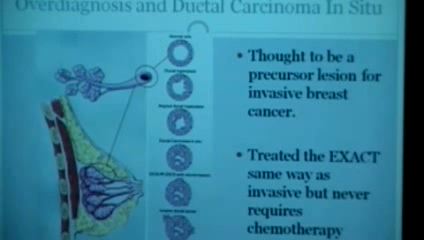 Overdiagnosis and Ductal Carcinoma In Situ
• Thought to be a
precursor lesion for
invasive breast
cancer.
• Treated the EXACT
same way as
invasive but never
requires
chemotherapy